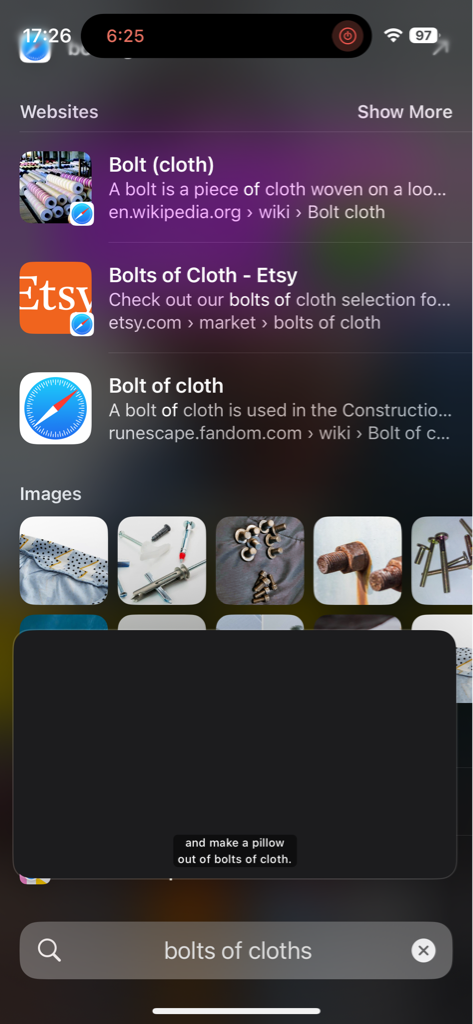 17:26
6:25
97
Websites
Show More
Bolt (cloth)
A bolt is a piece of cloth woven on a loo...
en.wikipedia.org › wiki › Bolt cloth
Etsy
Bolts of Cloth - Etsy
Check out our bolts of cloth selection fo...
etsy.com › market › bolts of cloth
Bolt of cloth
A bolt of cloth is used in the Constructio...
runescape.fandom.com › wiki › Bolt of c...
Images
and make a pillow
out of bolts of cloth.
bolts of cloths